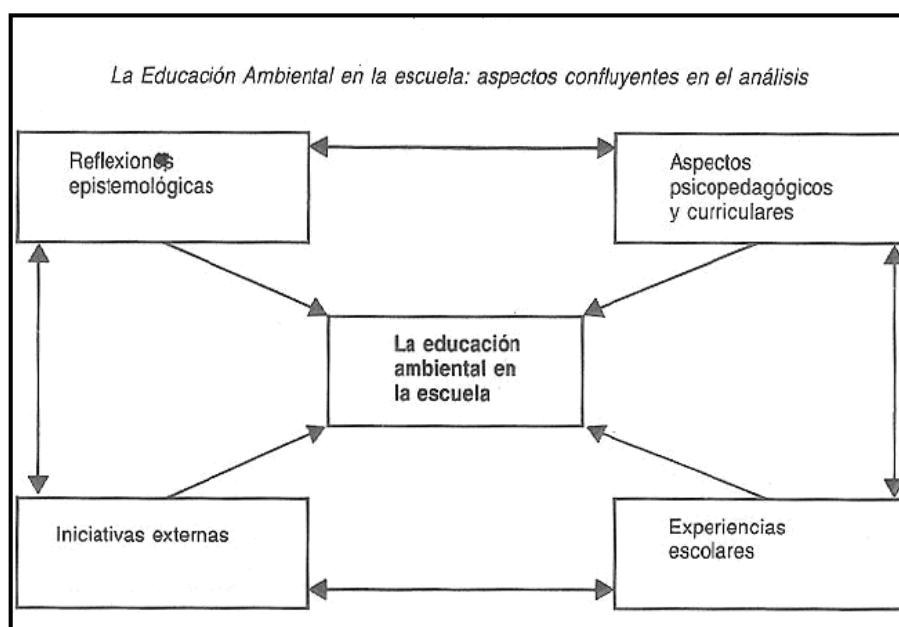 La Educación Ambiental en la escuela: aspectos confluyentes en el análisis
Reflexiones
epistemológicas
Aspectos
psicopedagógicos
y curriculares
La educación
ambiental en
la escuela
Iniciativas externas
Experiencias
escolares